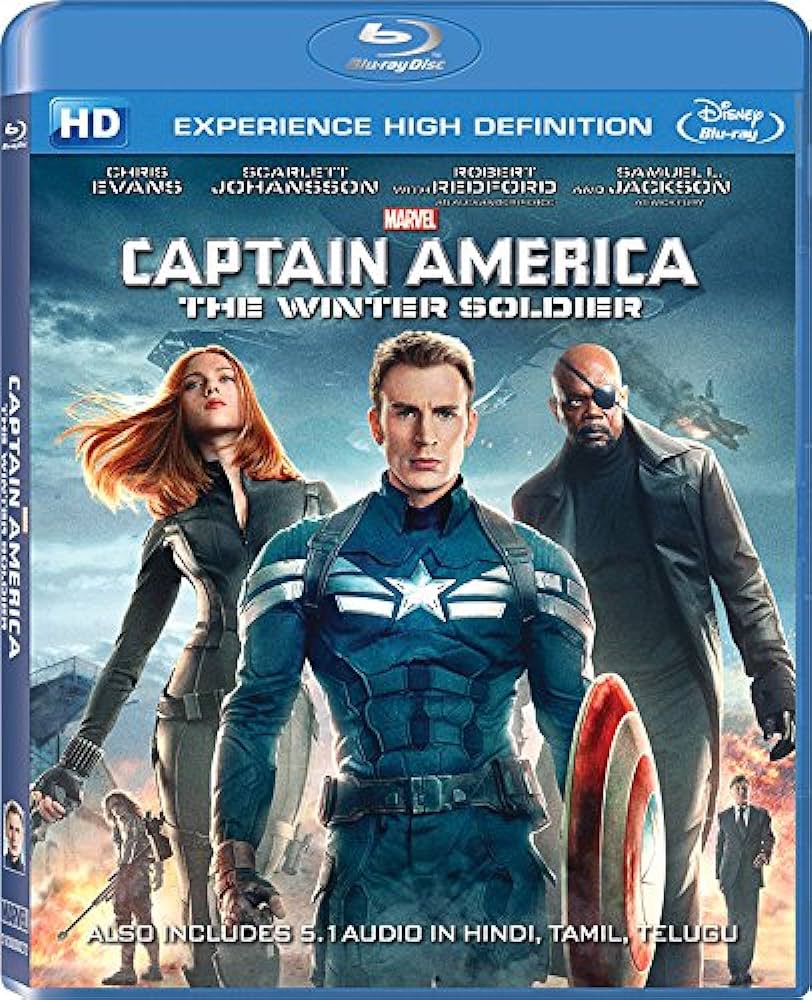 Blu-ray Disc
HD EXPERIENCE HIGH DEFINITION Disney Blu-ray
CHRIS EVANS
SCARLETT JOHANSSON
WITH ROBERT REDFORD
AND SAMUEL L. JACKSON
MARVEL
CAPTAIN AMERICA
THE WINTER SOLDIER
ALSO INCLUDES 5.1 AUDIO IN HINDI, TAMIL, TELUGU
CAPTAIN AMERICA
THE WINTER SOLDIER
MARVEL